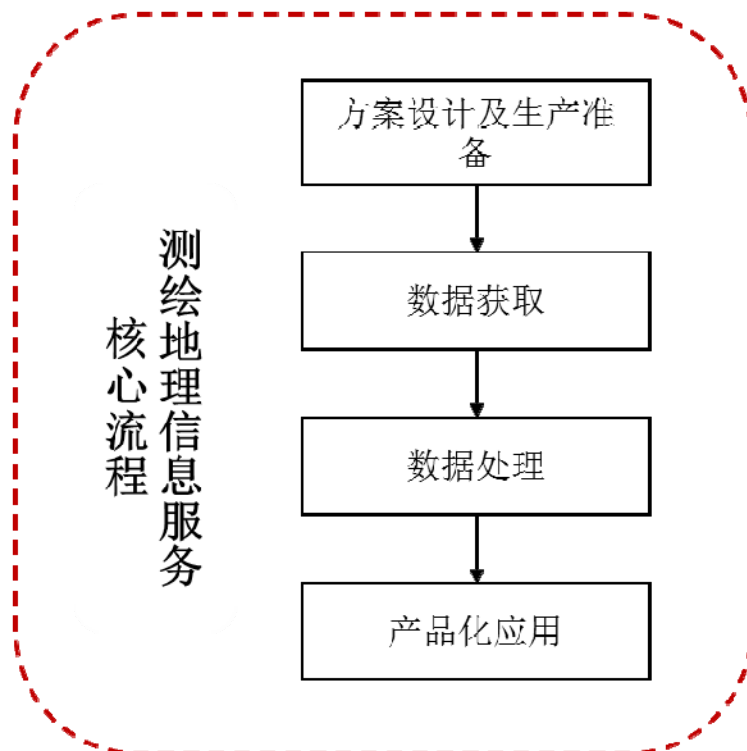 测绘地理信息服务
核心流程
方案设计及生产准
备
数据获取
数据处理
产品化应用